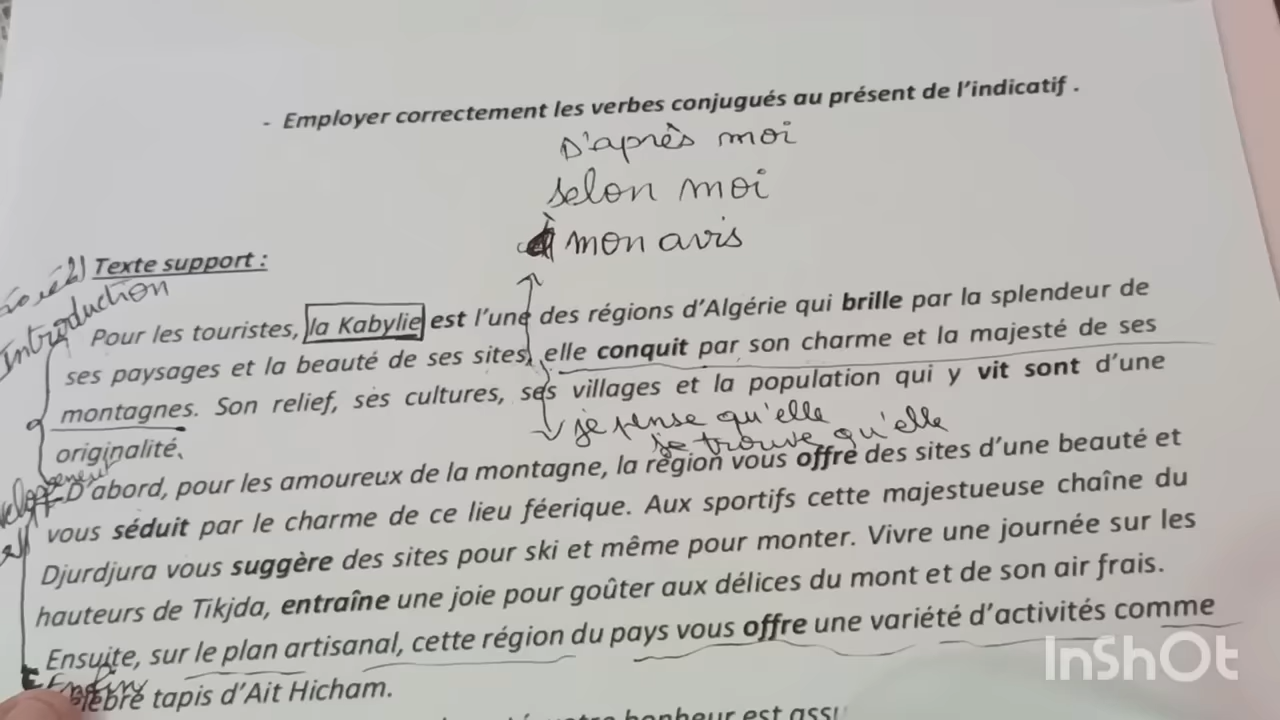 - Employer correctement les verbes conjugués au présent de l'indicatif .
D'après moi
selon moi
à mon avis
Texte support :
Introduction
Pour les touristes, la Kabylie est l'une des régions d'Algérie qui brille par la splendeur de
ses paysages et la beauté de ses sites, elle conquit par son charme et la majesté de ses
montagnes. Son relief, ses cultures, ses villages et la population qui y vit sont d'une
je pense qu'elle
originalité.
je trouve qu'elle
D'abord, pour les amoureux de la montagne, la région vous offre des sites d'une beauté et
vous séduit par le charme de ce lieu féerique. Aux sportifs cette majestueuse chaîne du
Djurdjura vous suggère des sites pour ski et même pour monter. Vivre une journée sur les
hauteurs de Tikjda, entraîne une joie pour goûter aux délices du mont et de son air frais.
Ensuite, sur le plan artisanal, cette région du pays vous offre une variété d'activités comme
Enfin
tapis d'Ait Hicham.
bonheur est
InShOt